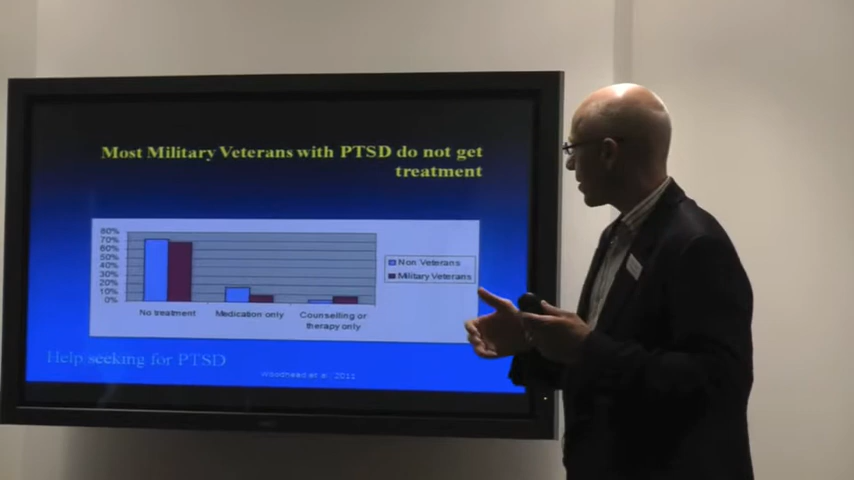 Most Military Veterans with PTSD do not get
treatment
80%
70%
60%
50%
40%
30%
20%
10%
0%
No treatment
Medication only
Counselling or
therapy only
Non Veterans
Military Veterans
Help seeking for PTSD
Woodhead et al 2011